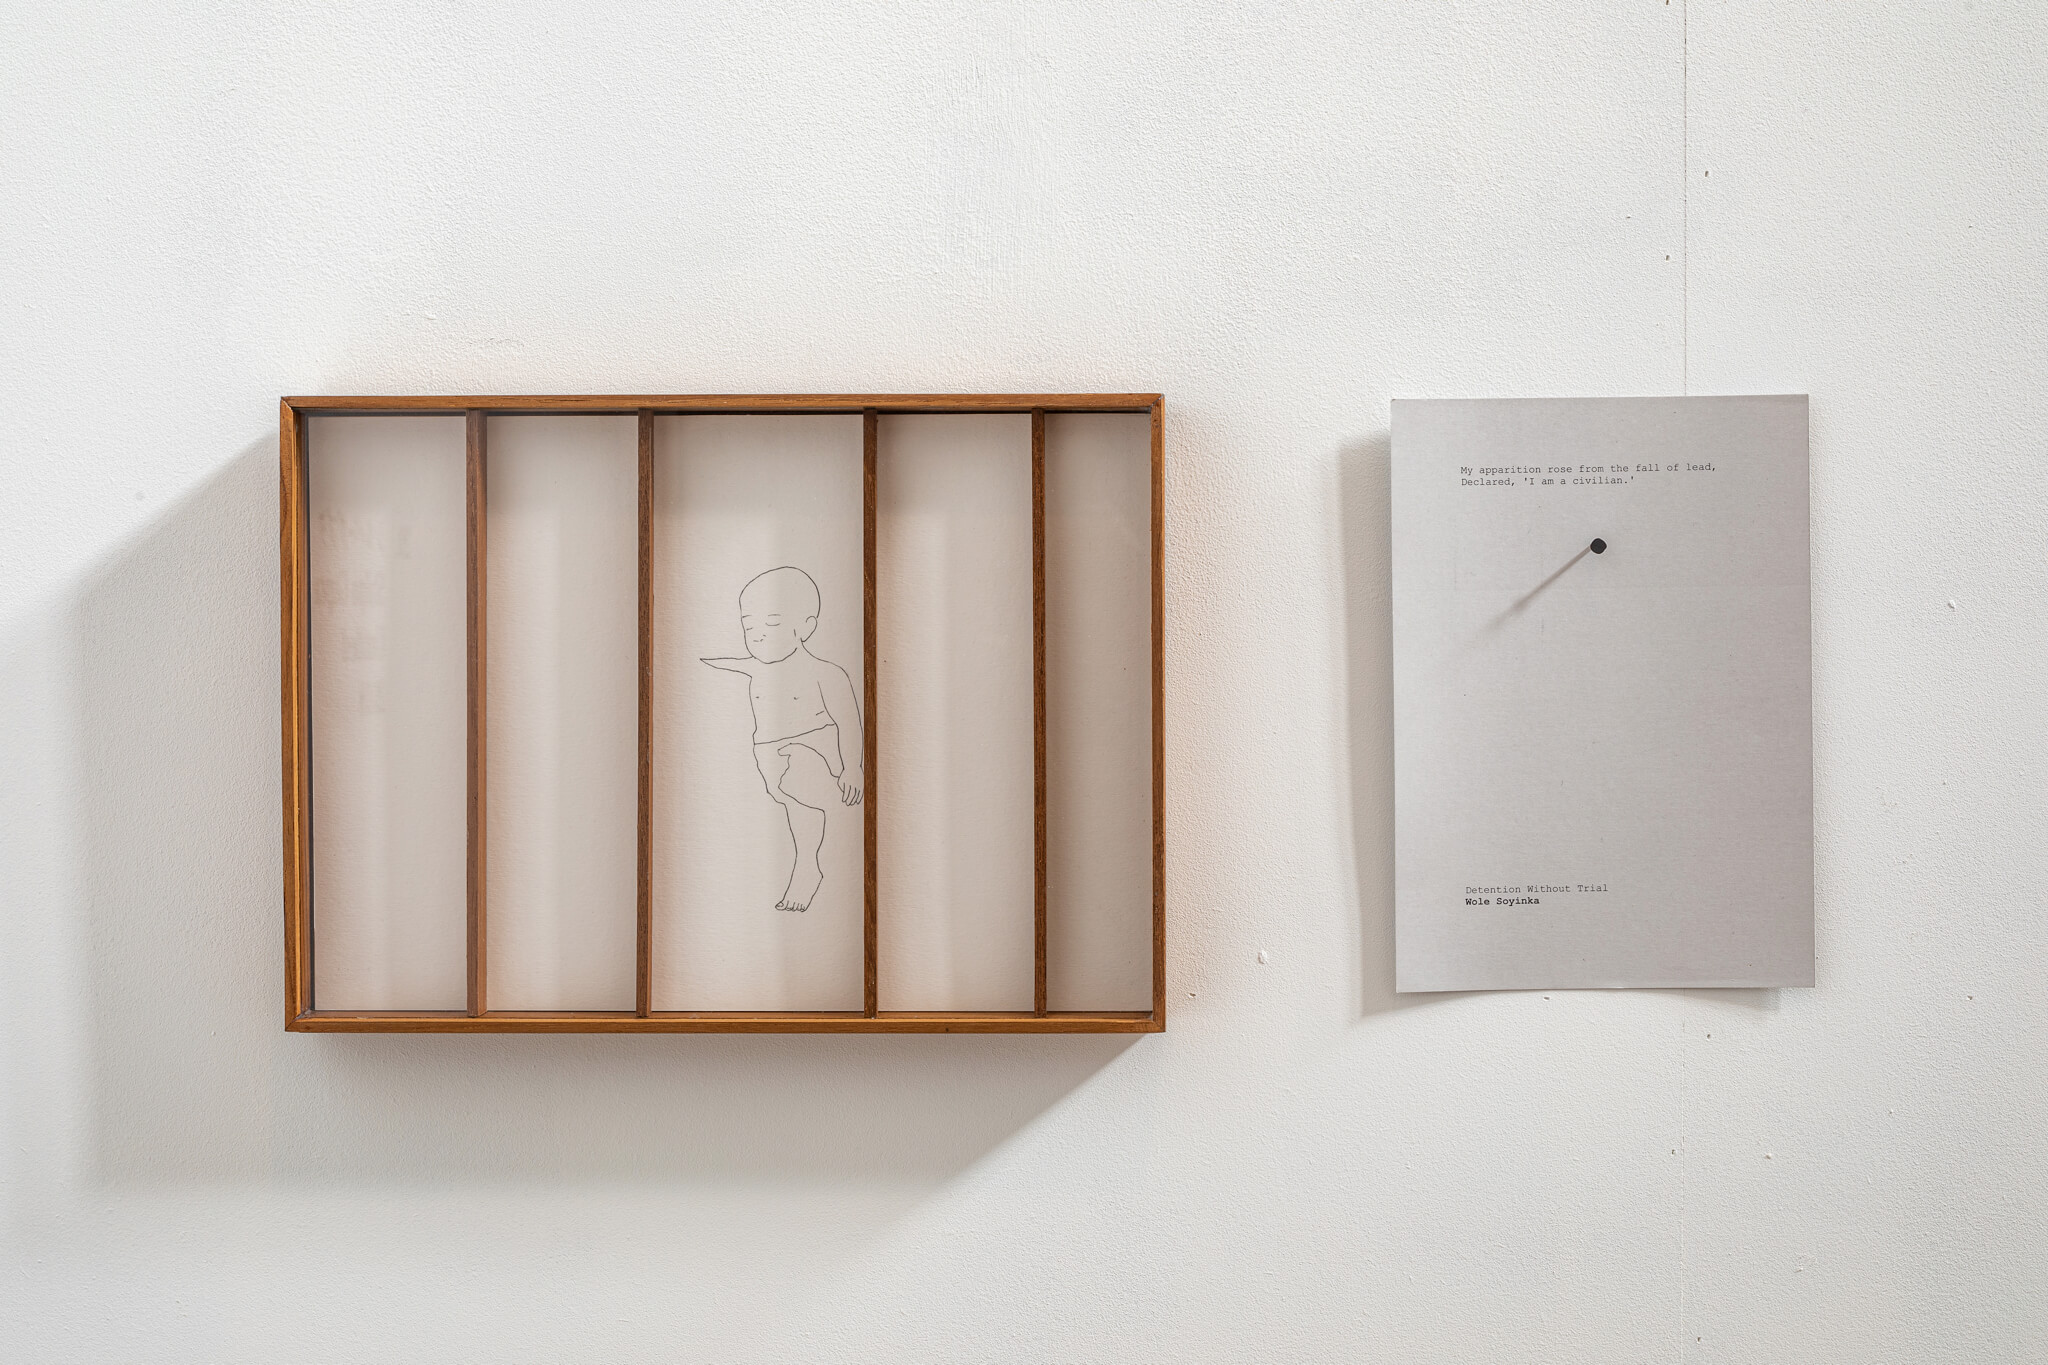 My apparition rose from the fall of lead,
Declared, 'I am a civilian.'
Detention Without Trial
Wole Soyinka